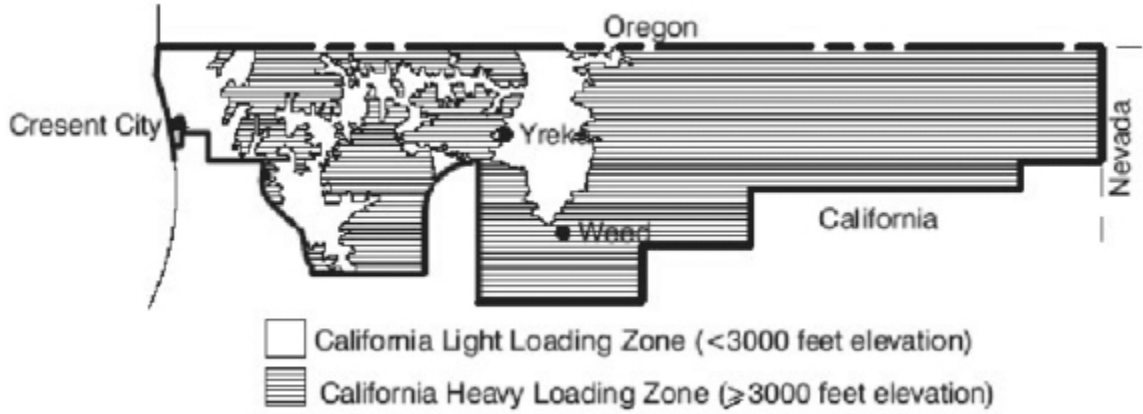 Oregon
Cresent City
Yreka
Nevada
California
Weed
California Light Loading Zone (<3000 feet elevation)
California Heavy Loading Zone (⩾3000 feet elevation)